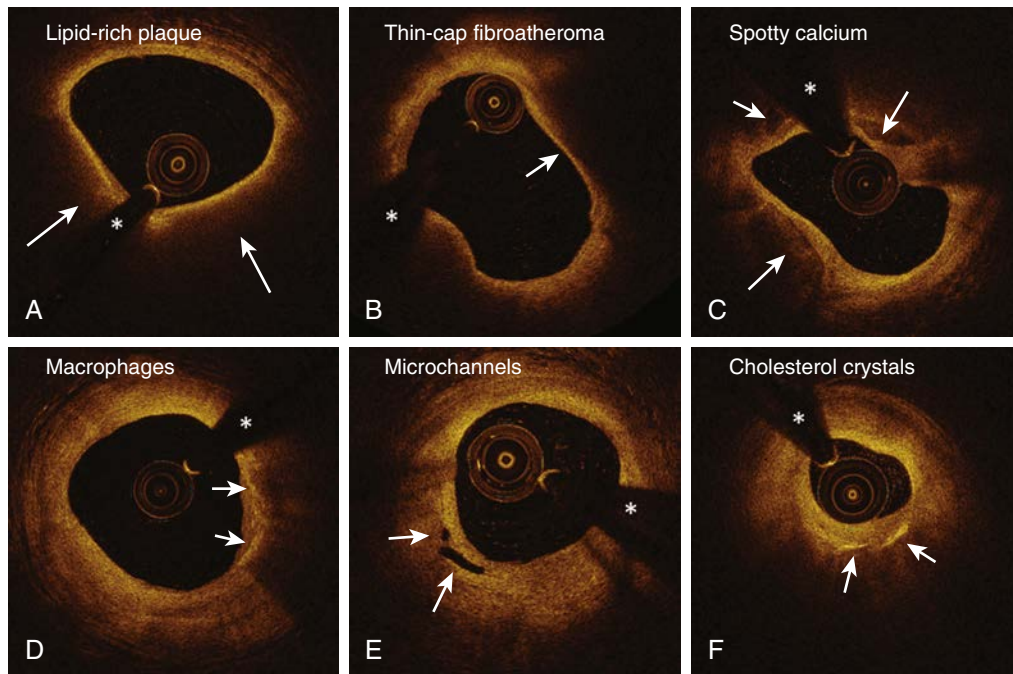 Lipid-rich plaque
*
A
Thin-cap fibroatheroma
*
B
Spotty calcium
*
C
Macrophages
*
D
Microchannels
*
E
Cholesterol crystals
*
F